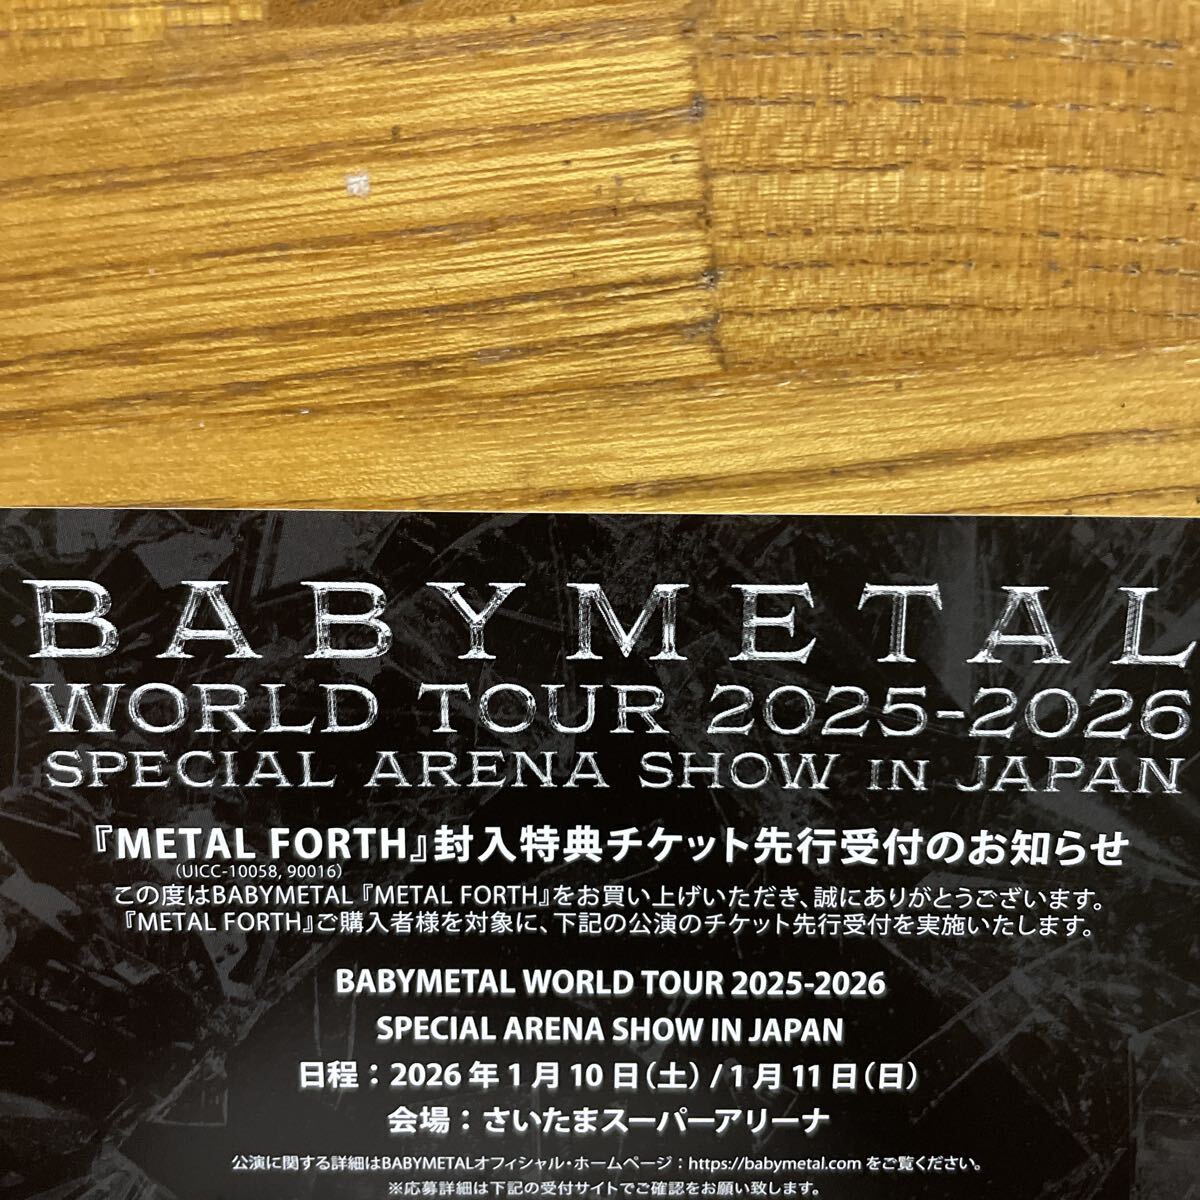 BABYMETAL
WORLD TOUR 2025-2026
SPECIAL ARENA SHOW IN JAPAN
『METAL FORTH』封入特典チケット先行受付のお知らせ
(UICC-10058, 90016)
この度はBABYMETAL『METAL FORTH』をお買い上げいただき、誠にありがとうございます。
『METAL FORTH』ご購入者様を対象に、下記の公演のチケット先行受付を実施いたします。
BABYMETAL WORLD TOUR 2025-2026
SPECIAL ARENA SHOW IN JAPAN
日程：2026年1月10日(土) /1月11日(日)
会場：さいたまスーパーアリーナ
公演に関する詳細はBABYMETALオフィシャル・ホームページ：https://babymetal.com をご覧ください。
※応募詳細は下記の受付サイトでご確認をお願い致します。